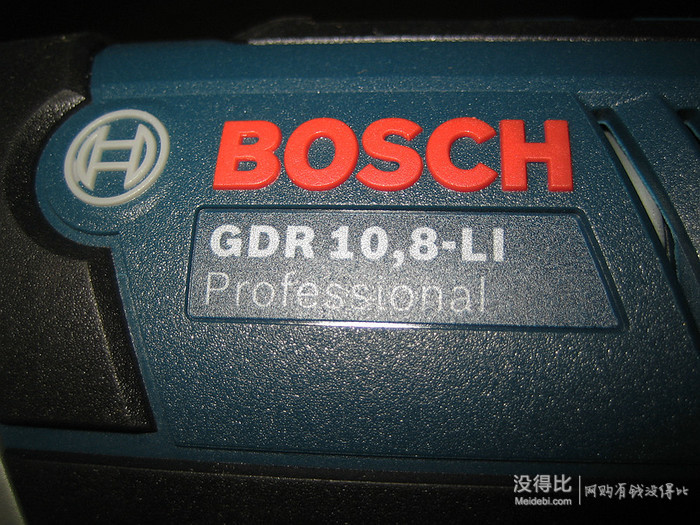 BOSCH
GDR 10,8-LI
Professional
没得比
Meidebi.com
网购有钱没得比